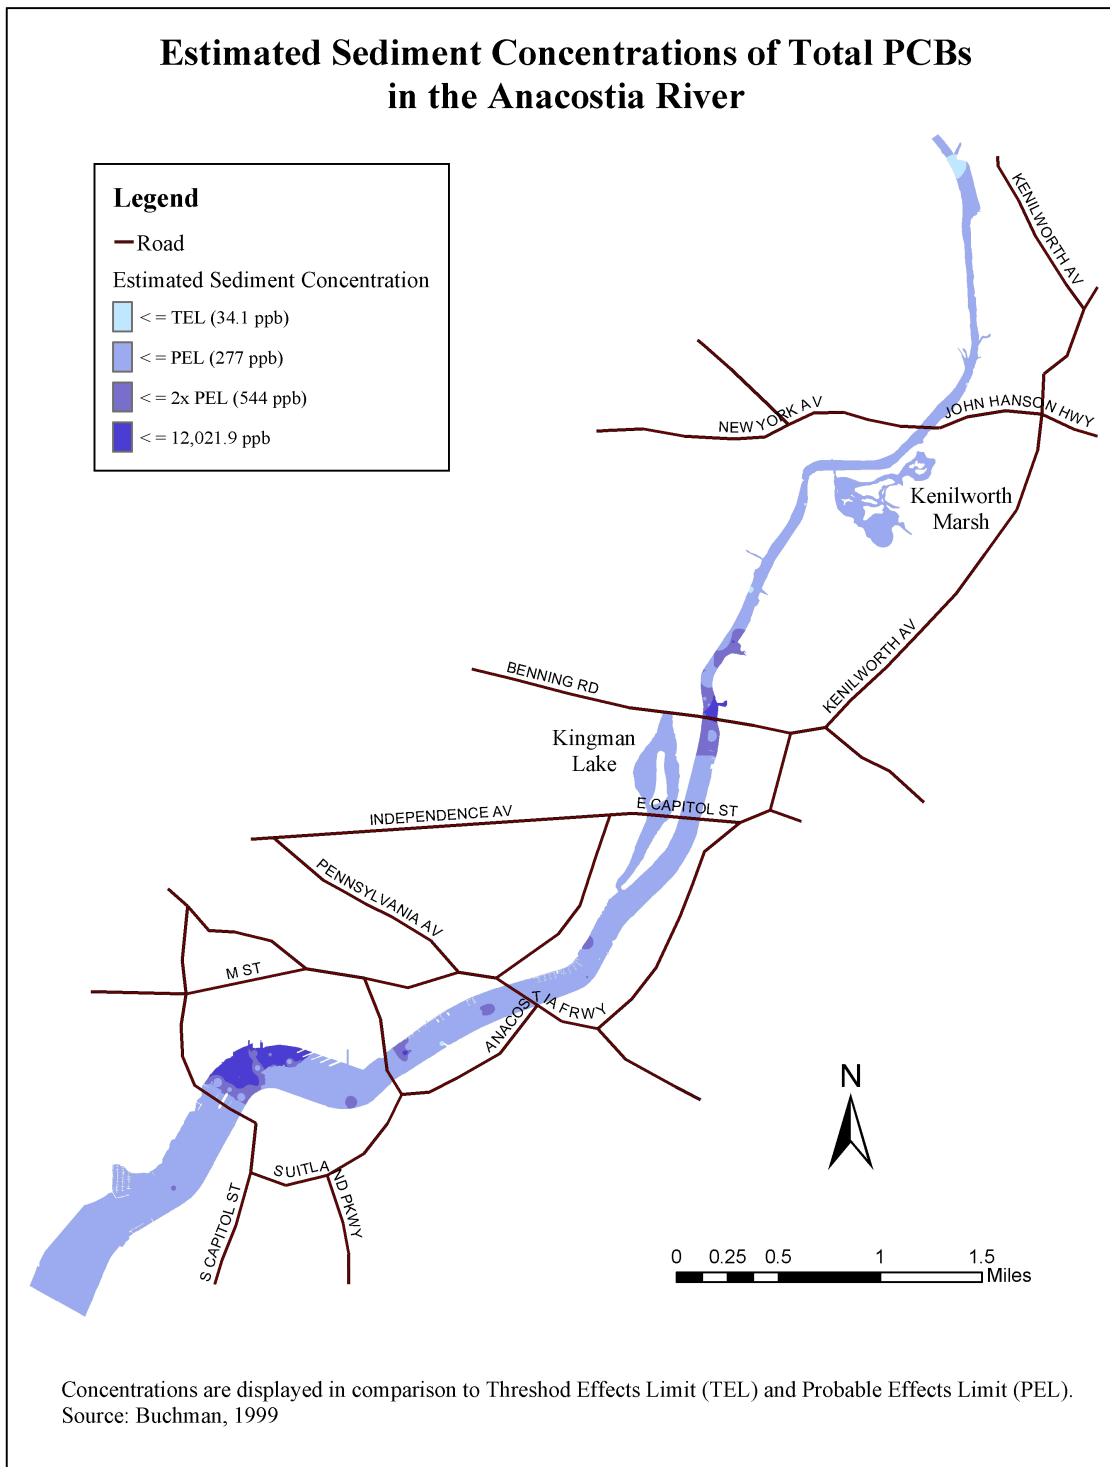 Estimated Sediment Concentrations of Total PCBs
in the Anacostia River
Legend
Road
Estimated Sediment Concentration
< = TEL (34.1 ppb)
< = PEL (277 ppb)
< = 2x PEL (544 ppb)
< = 12,021.9 ppb
KENILWORTH AV
NEW YORK AV
JOHN HANSON HWY
Kenilworth
Marsh
KENILWORTH AV
BENNING RD
Kingman
Lake
E CAPITOL ST
INDEPENDENCE AV
PENNSYLVANIA AV
M ST
ANACOSTIA FRWY
SUITLAND PKWY
S CAPITOL ST
N
0 0.25 0.5 1 1.5
Miles
Concentrations are displayed in comparison to Threshod Effects Limit (TEL) and Probable Effects Limit (PEL).
Source: Buchman, 1999